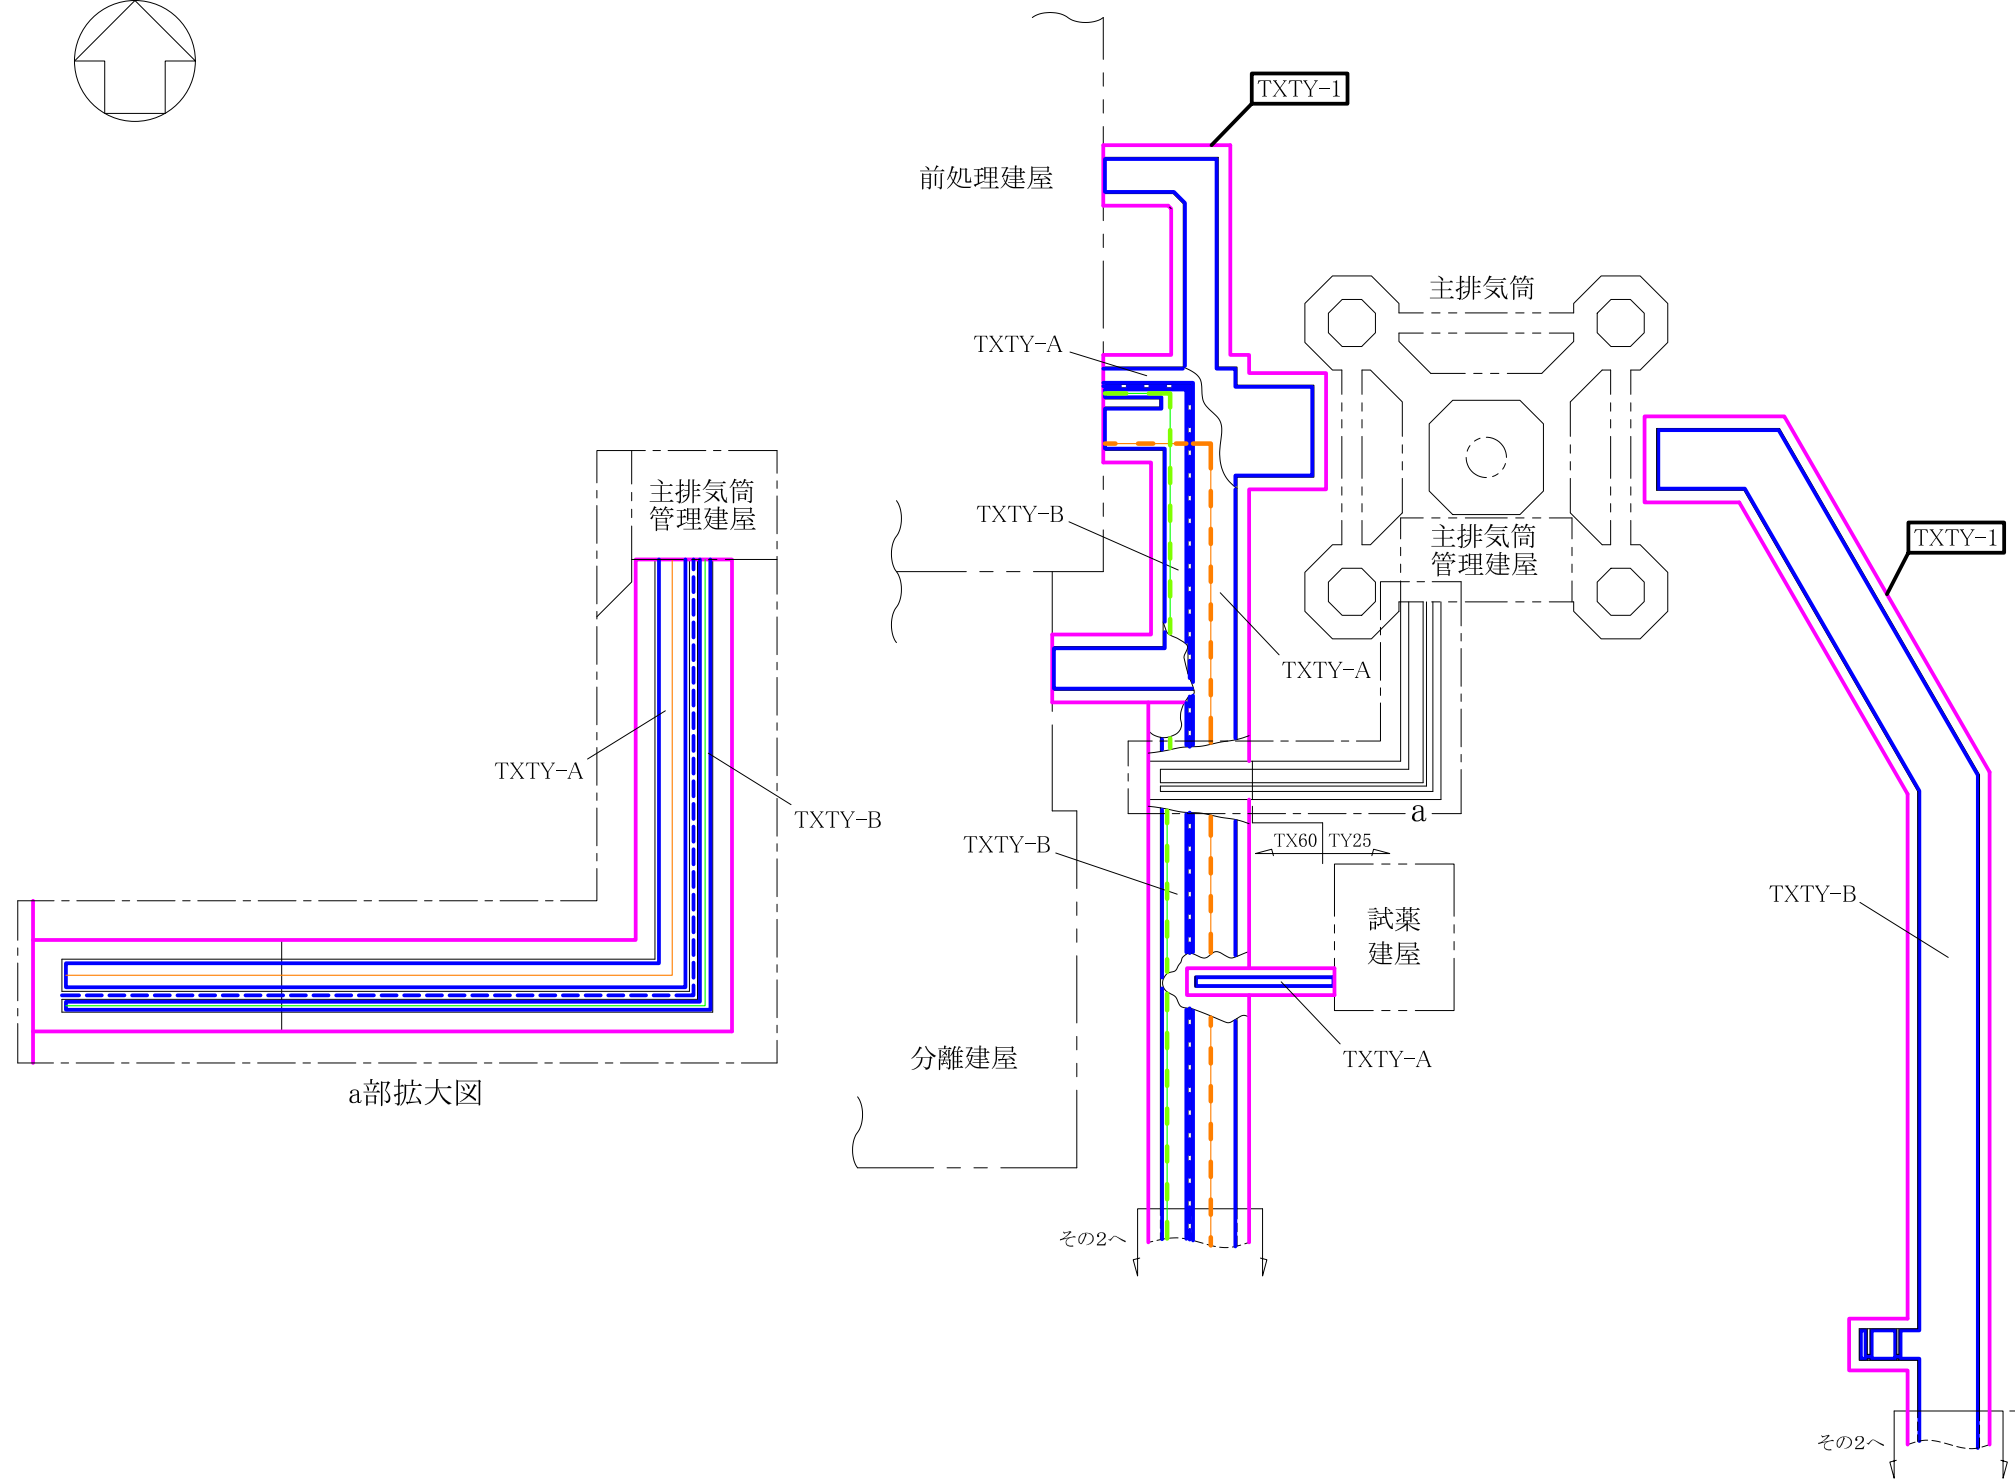 TXTY-1
前処理建屋
主排気筒
TXTY-A
主排気筒
管理建屋
TXTY-B
主排気筒
管理建屋
TXTY-1
TXTY-A
TXTY-A
TXTY-B
a
TXTY-B
TX60
TY25
TXTY-B
試薬
建屋
分離建屋
TXTY-A
a部拡大図
その2へ
その2へ